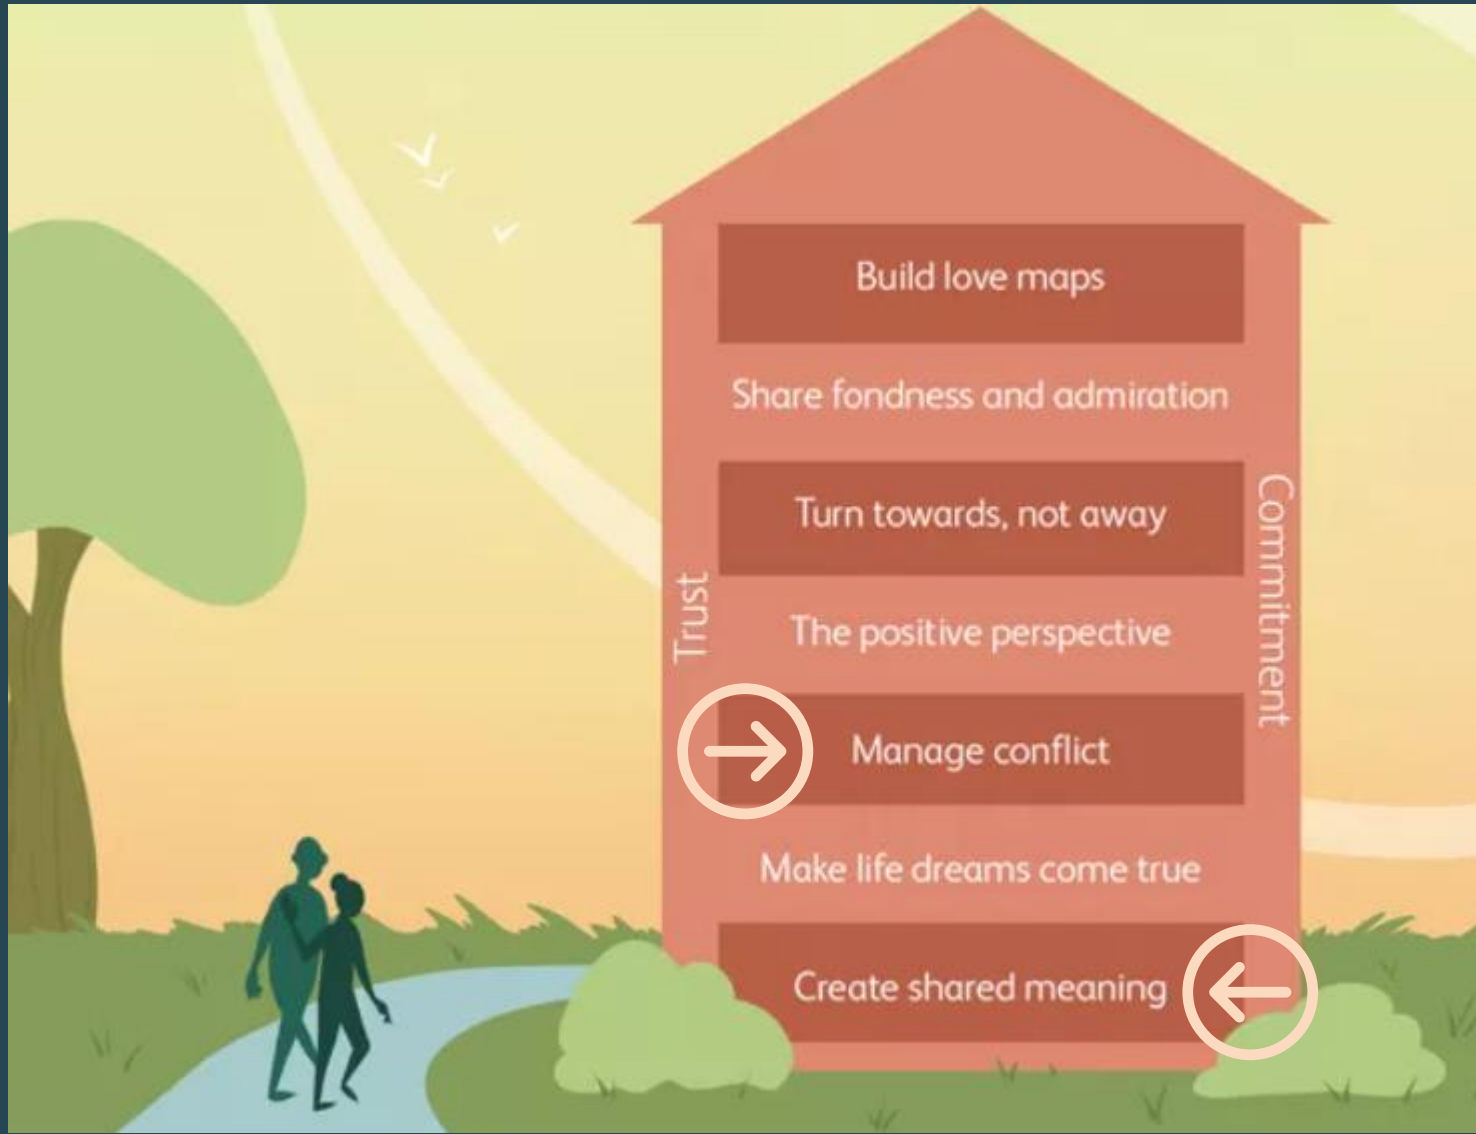 Build love maps
Share fondness and admiration
Turn towards, not away
The positive perspective
Manage conflict
Make life dreams come true
Create shared meaning
Trust
Commitment